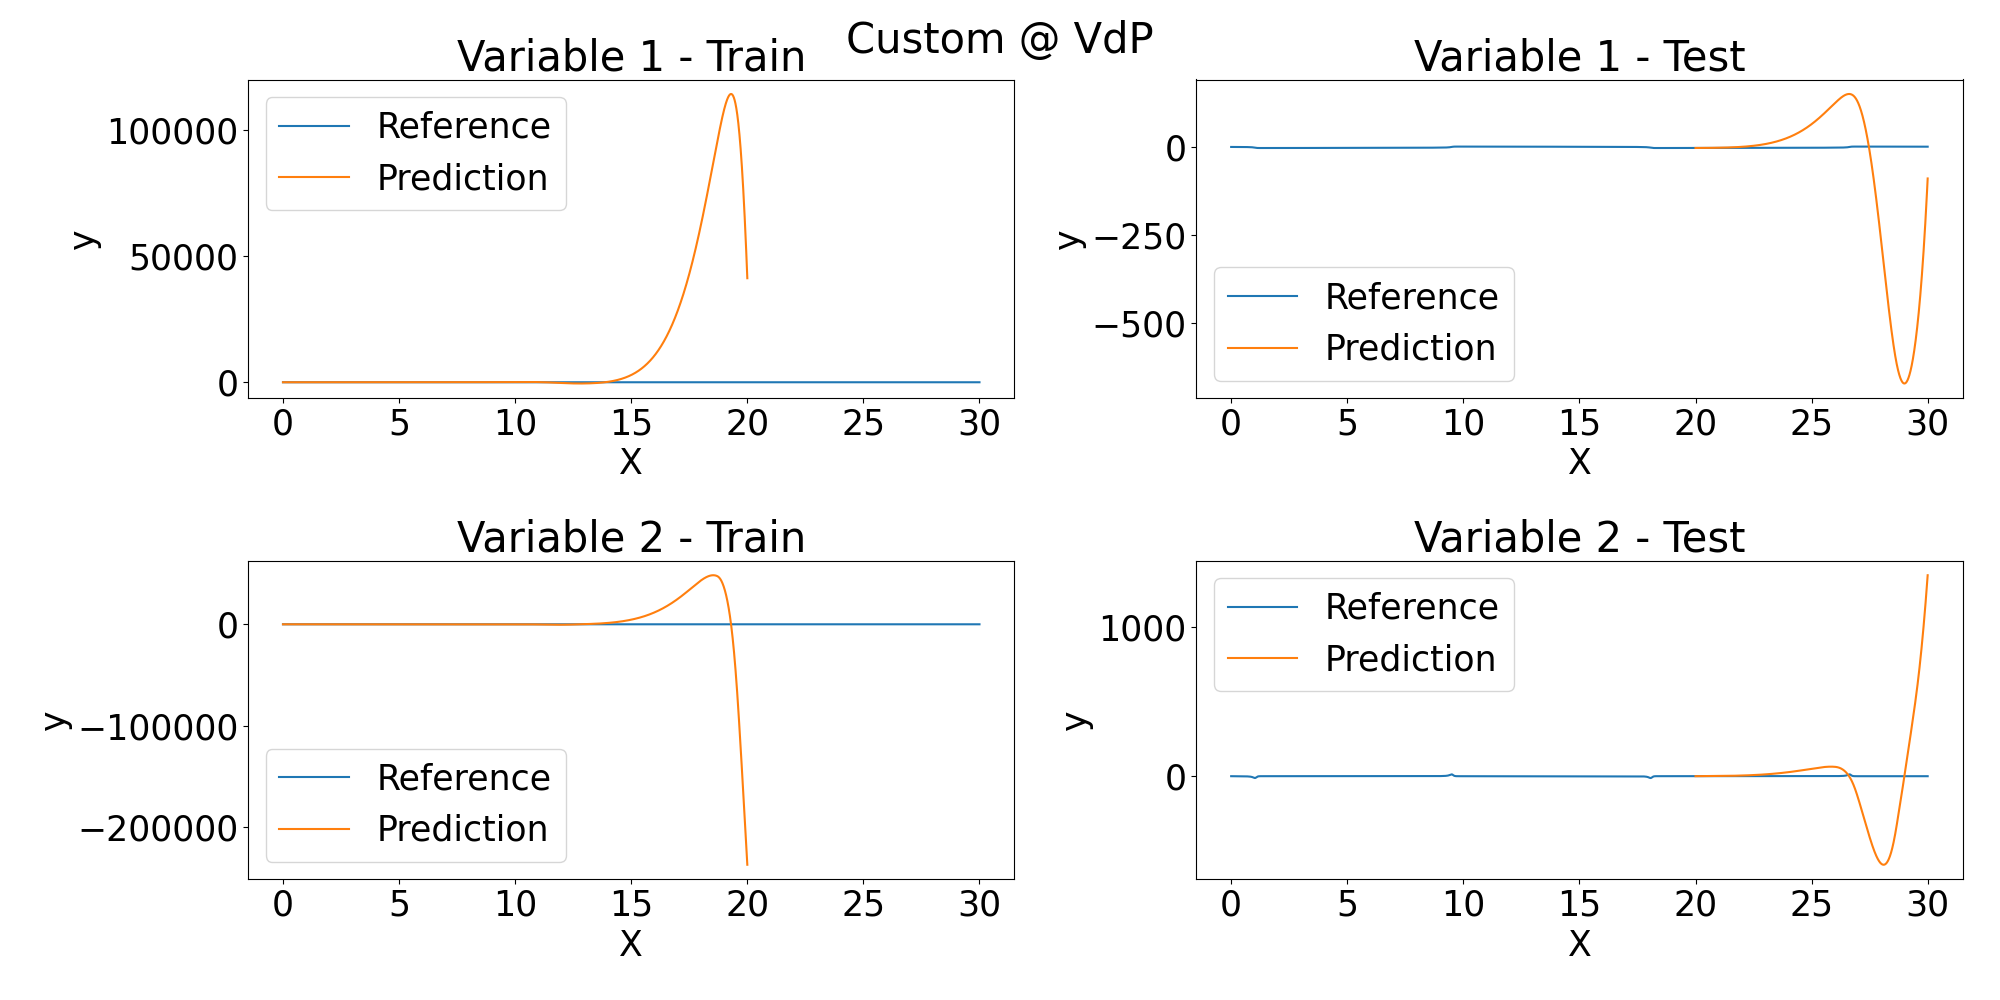 Custom @ VdP
Variable 1 - Train
100000
50000
0
y
Reference
Prediction
0 5 10 15 20 25 30
X
Variable 1 - Test
0
−250
−500
y
Reference
Prediction
0 5 10 15 20 25 30
X
Variable 2 - Train
0
−100000
−200000
y
Reference
Prediction
0 5 10 15 20 25 30
X
Variable 2 - Test
1000
0
y
Reference
Prediction
0 5 10 15 20 25 30
X